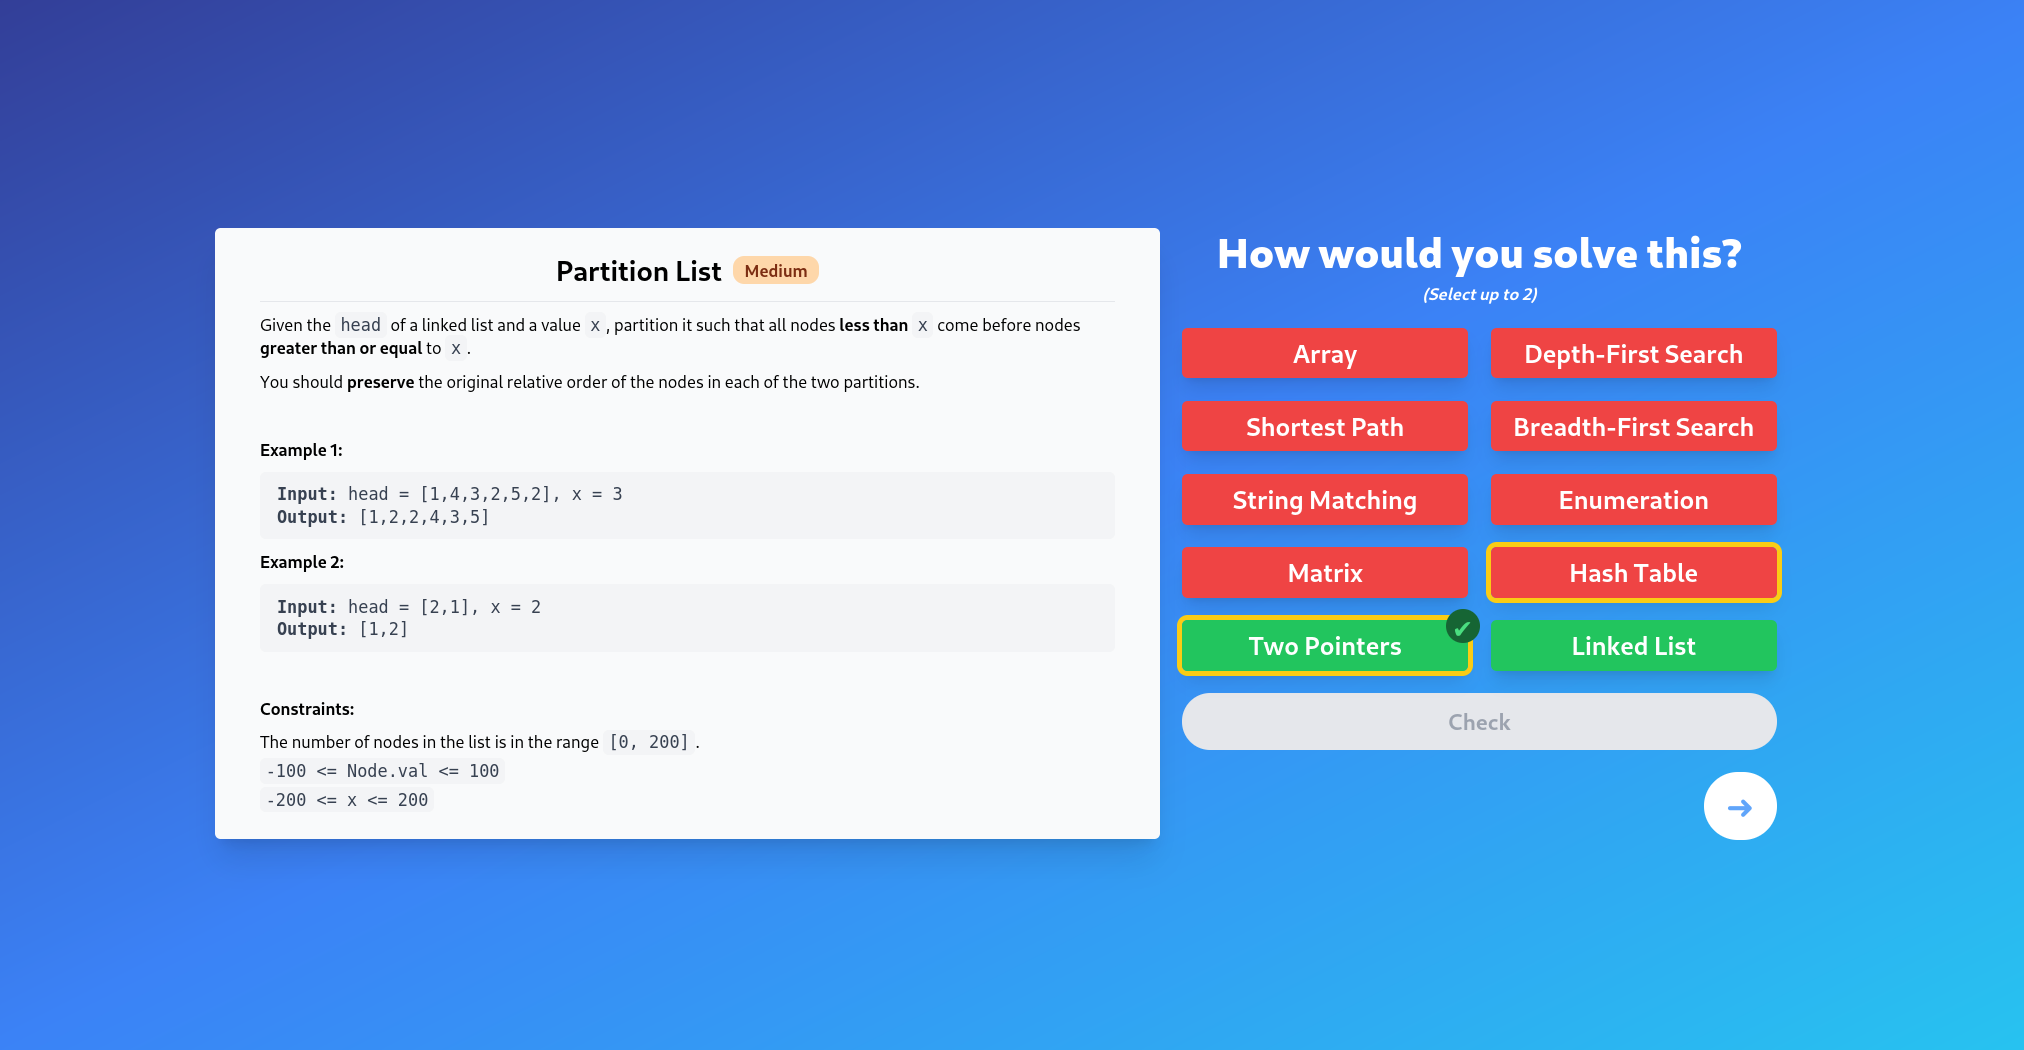 Partition List Medium
Given the head of a linked list and a value x, partition it such that all nodes less than x come before nodes
greater than or equal to x.
You should preserve the original relative order of the nodes in each of the two partitions.
Example 1:
Input: head = [1,4,3,2,5,2], x = 3
Output: [1,2,2,4,3,5]
Example 2:
Input: head = [2,1], x = 2
Output: [1,2]
Constraints:
The number of nodes in the list is in the range [0, 200].
-100 <= Node.val <= 100
-200 <= x <= 200
How would you solve this?
(Select up to 2)
Array
Depth-First Search
Shortest Path
Breadth-First Search
String Matching
Enumeration
Matrix
Hash Table
Two Pointers
Linked List
Check